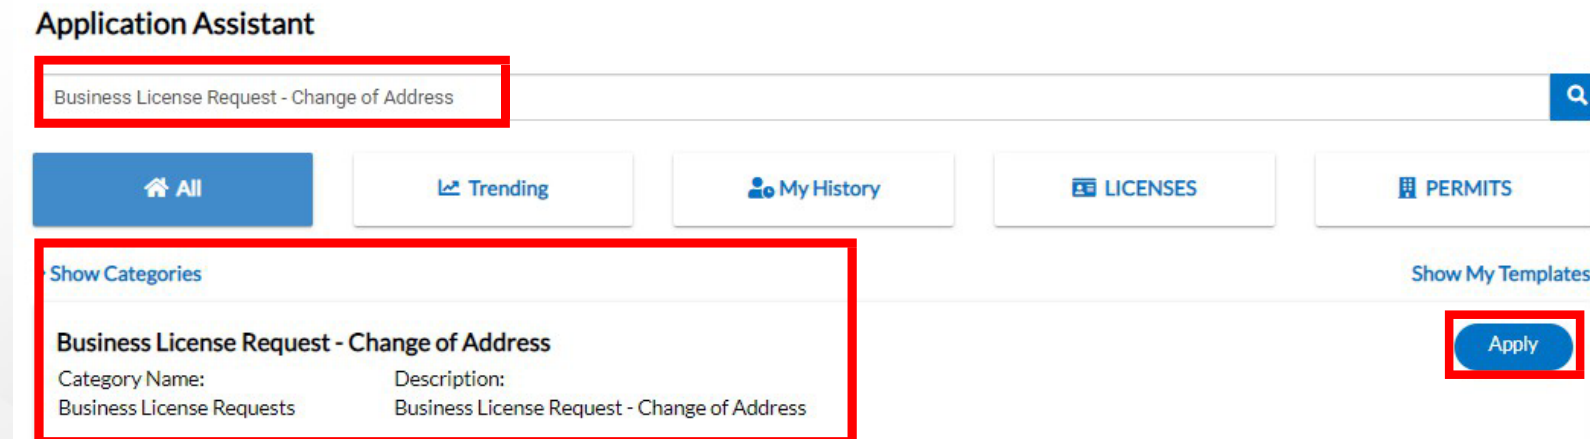 Application Assistant
Business License Request - Change of Address
All
Trending
My History
LICENSES
PERMITS
Show Categories
Show My Templates
Business License Request - Change of Address
Apply
Category Name:
Description:
Business License Requests
Business License Request - Change of Address